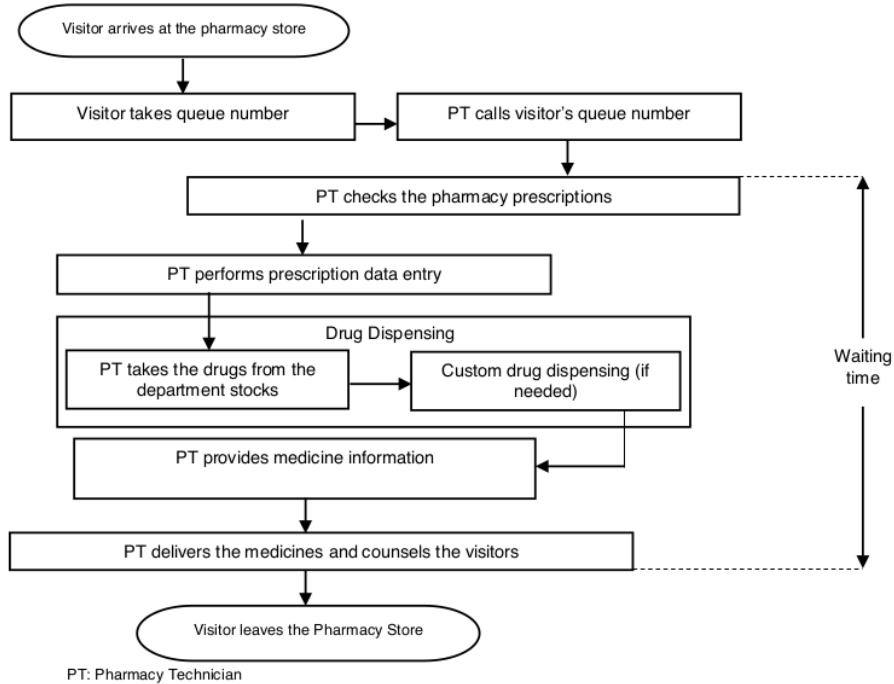 Visitor arrives at the pharmacy store
Visitor takes queue number
PT calls visitor's queue number
PT checks the pharmacy prescriptions
PT performs prescription data entry
Drug Dispensing
PT takes the drugs from the
department stocks
Custom drug dispensing (if
needed)
Waiting
time
PT provides medicine information
PT delivers the medicines and counsels the visitors
Visitor leaves the Pharmacy Store
PT: Pharmacy Technician